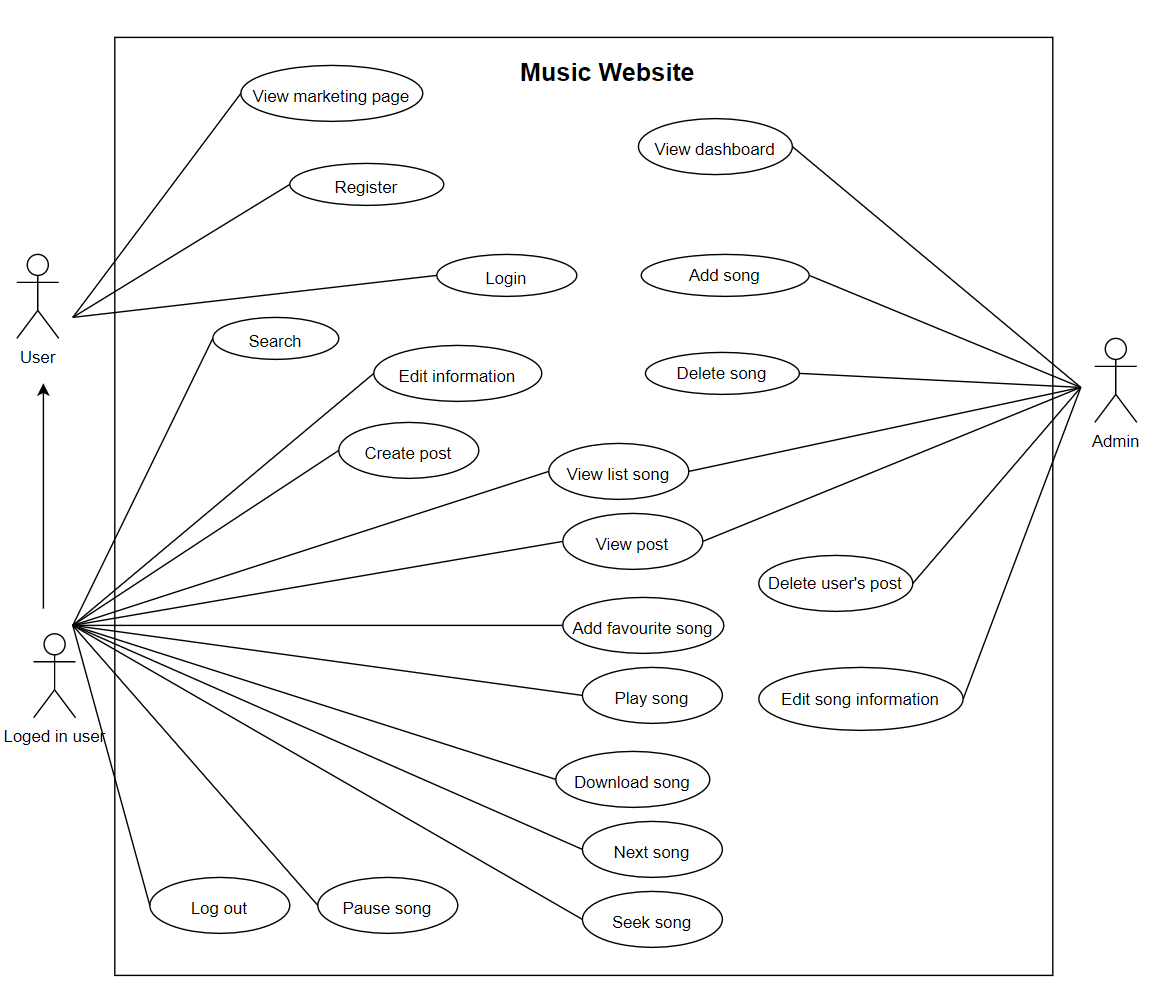 Music Website
View marketing page
View dashboard
Register
Login
Add song
User
Search
Edit information
Delete song
Admin
Create post
View list song
View post
Delete user's post
Add favourite song
Play song
Edit song information
Loged in user
Download song
Next song
Log out
Pause song
Seek song